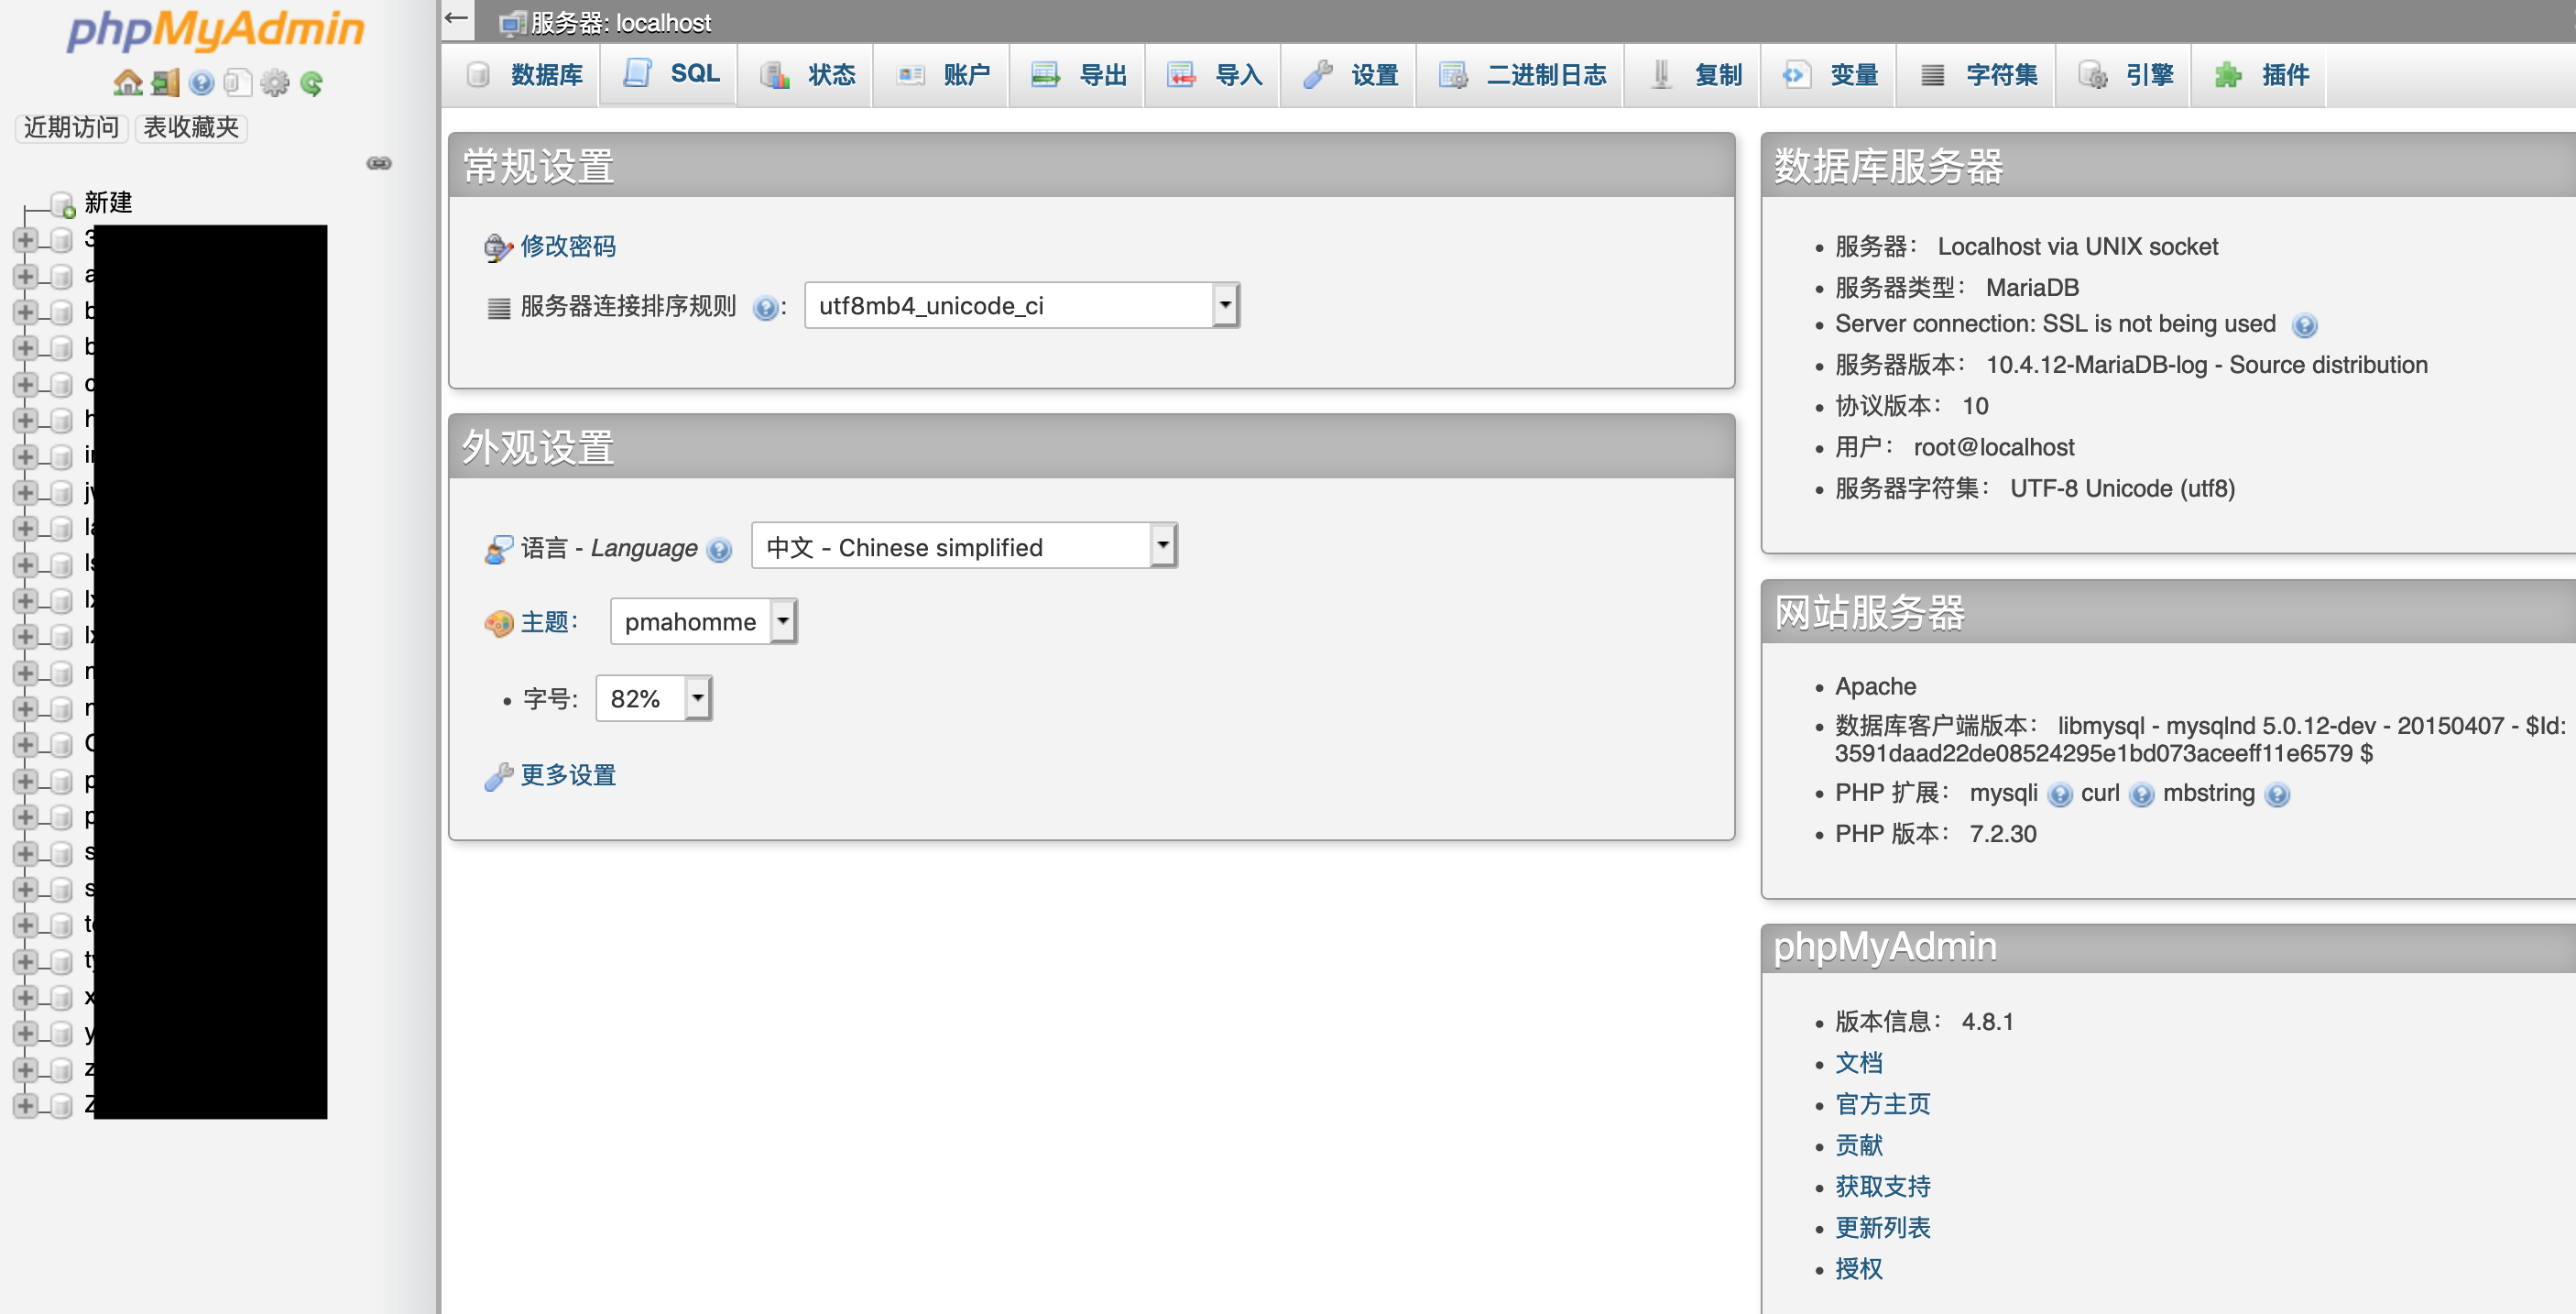 phpMyAdmin
近期访问 表收藏夹
新建
服务器: localhost
数据库 SQL 状态 账户 导出 导入 设置 二进制日志 复制 变量 字符集 引擎 插件
常规设置
修改密码
服务器连接排序规则 : utf8mb4_unicode_ci
外观设置
语言 - Language 中文 - Chinese simplified
主题: pmahomme
字号: 82%
更多设置
数据库服务器
服务器: Localhost via UNIX socket
服务器类型: MariaDB
Server connection: SSL is not being used
服务器版本: 10.4.12-MariaDB-log - Source distribution
协议版本: 10
用户: root@localhost
服务器字符集: UTF-8 Unicode (utf8)
网站服务器
Apache
数据库客户端版本: libmysql - mysqlnd 5.0.12-dev - 20150407 - $Id:
3591daad22de08524295e1bd073aceeff11e6579 $
PHP 扩展: mysqli curl mbstring
PHP 版本: 7.2.30
phpMyAdmin
版本信息: 4.8.1
文档
官方主页
贡献
获取支持
更新列表
授权